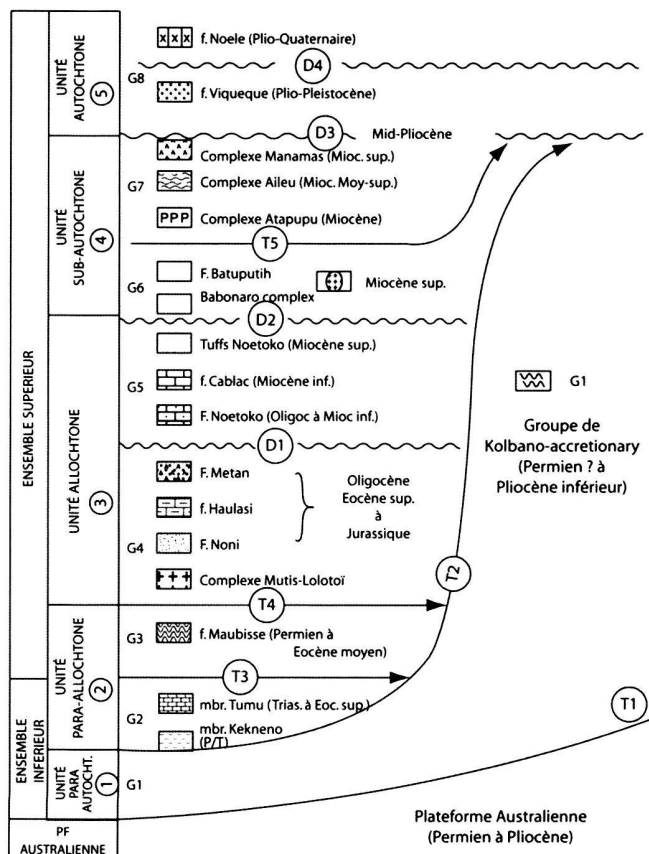 ENSEMBLE SUPERIEUR
ENSEMBLE
INFERIEUR
PF
AUSTRALIENNE
UNITÉ
AUTOCHTONE
5
UNITÉ
SUB-AUTOCHTONE
4
UNITÉ ALLOCHTONE
3
UNITÉ
PARA-ALLOCHTONE
2
UNITÉ
PARA
AUTOCHT.
1
G8
x x x
f. Noele (Plio-Quaternaire)
D4
f. Viqueque (Plio-Pleistocène)
D3
Mid-Pliocène
G7
Complexe Manamas (Mioc. sup.)
Complexe Aileu (Mioc. Moy-sup.)
PPP
Complexe Atapupu (Miocène)
T5
G6
F. Batuputih
Miocène sup.
Babonaro complex
D2
G5
Tuffs Noetoko (Miocène sup.)
f. Cablac (Miocène inf.)
F. Noetoko (Oligoc à Mioc inf.)
D1
G4
F. Metan
f. Haulasi
F. Noni
Oligocène
Eocène sup.
à
Jurassique
Complexe Mutis-Lolotoï
T4
G3
f. Maubisse (Permien à
Eocène moyen)
T3
G2
mbr. Tumu (Trias. à Eoc. sup.)
mbr. Kekneno
(P/T)
G1
T2
G1
Groupe de
Kolbano-accretionary
(Permien ? à
Pliocène inférieur)
T1
Plateforme Australienne
(Permien à Pliocène)